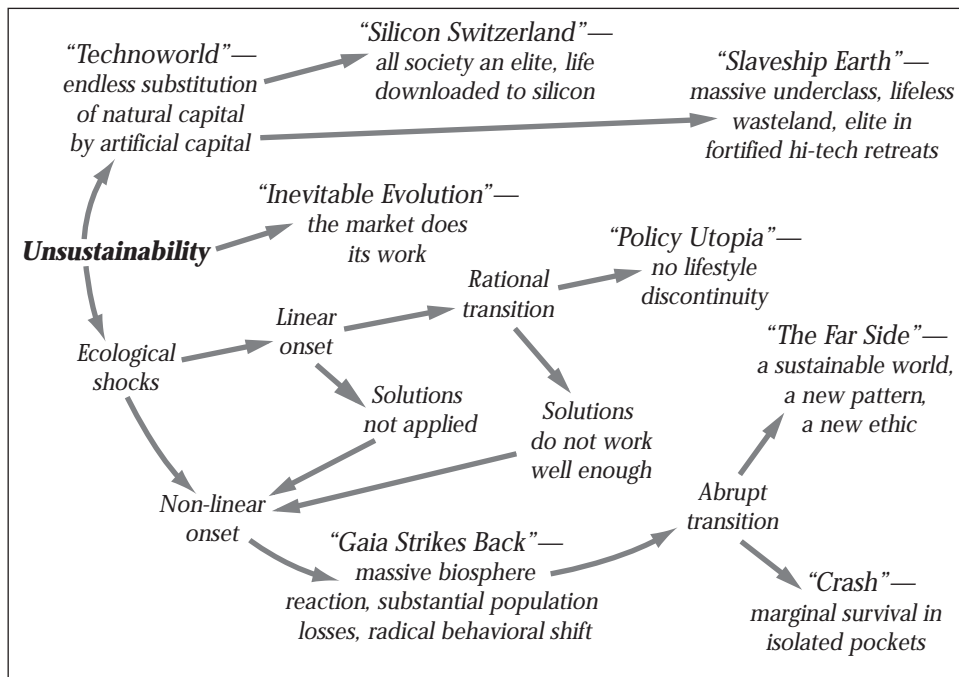 “Technoworld”—
endless substitution
of natural capital
by artificial capital
“Silicon Switzerland”—
all society an elite, life
downloaded to silicon
“Slaveship Earth”—
massive underclass, lifeless
wasteland, elite in
fortified hi-tech retreats
“Inevitable Evolution”—
the market does
its work
Unsustainability
“Policy Utopia”—
no lifestyle
discontinuity
Rational
transition
Linear
onset
Ecological
shocks
“The Far Side”—
a sustainable world,
a new pattern,
a new ethic
Solutions
not applied
Solutions
do not work
well enough
Non-linear
onset
Abrupt
transition
“Gaia Strikes Back”—
massive biosphere
reaction, substantial population
losses, radical behavioral shift
“Crash”—
marginal survival in
isolated pockets